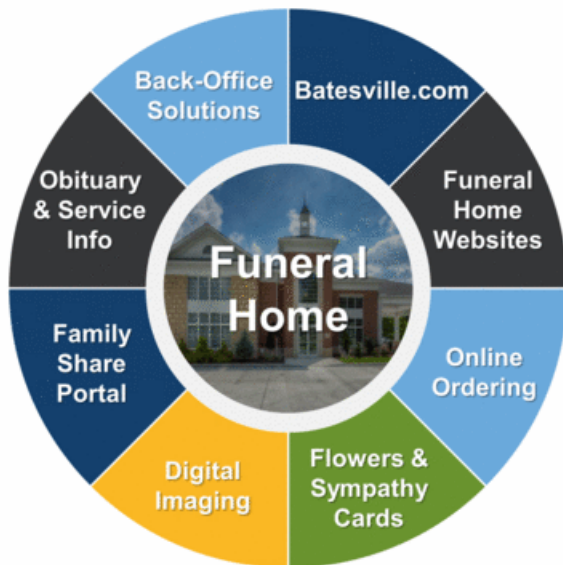 Back-Office
Solutions
Batesville.com
Obituary
& Service
Info
Funeral
Home
Websites
Funeral
Home
Family
Share
Portal
Online
Ordering
Digital
Imaging
Flowers &
Sympathy
Cards